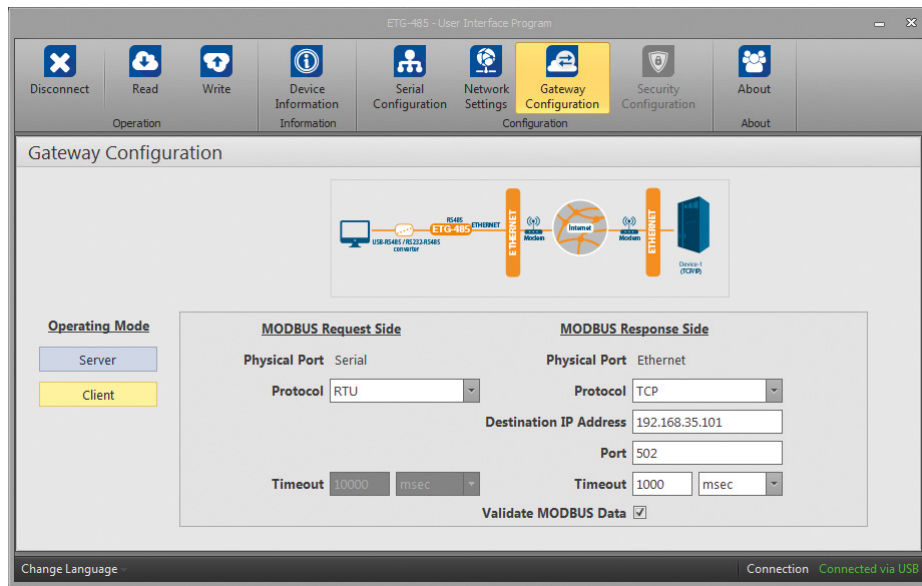 ETG-485 - User Interface Program
Disconnect
Read
Write
Device Information
Serial Configuration
Network Settings
Gateway Configuration
Security Configuration
About
Operation
Information
Configuration
About
Gateway Configuration
USB-RS485 / RS232-RS485 converter
RS485
ETG-485
ETHERNET
ETHERNET
Modem
Internet
Modem
ETHERNET
Device-1
(TCP/IP)
Operating Mode
Server
Client
MODBUS Request Side
Physical Port Serial
Protocol RTU
Timeout 10000 msec
MODBUS Response Side
Physical Port Ethernet
Protocol TCP
Destination IP Address 192.168.35.101
Port 502
Timeout 1000 msec
Validate MODBUS Data
Change Language
Connection Connected via USB